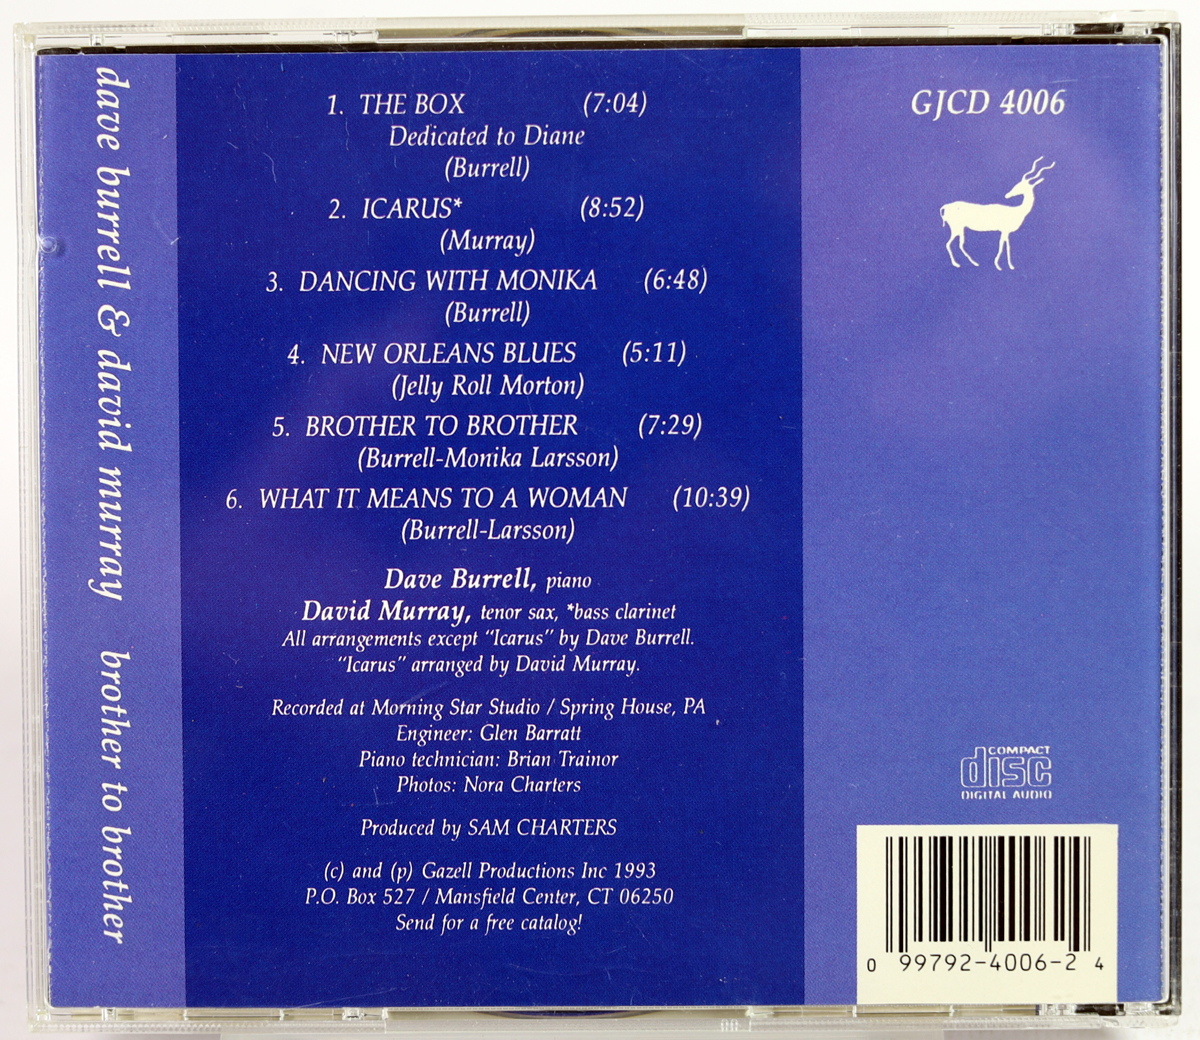 dave burrell & david murray brother to brother
1. THE BOX (7:04)
Dedicated to Diane
(Burrell)
2. ICARUS* (8:52)
(Murray)
3. DANCING WITH MONIKA (6:48)
(Burrell)
4. NEW ORLEANS BLUES (5:11)
(Jelly Roll Morton)
5. BROTHER TO BROTHER (7:29)
(Burrell-Monika Larsson)
6. WHAT IT MEANS TO A WOMAN (10:39)
(Burrell-Larsson)
Dave Burrell, piano
David Murray, tenor sax, *bass clarinet
All arrangements except "Icarus" by Dave Burrell.
"Icarus" arranged by David Murray.
Recorded at Morning Star Studio / Spring House, PA
Engineer: Glen Barratt
Piano technician: Brian Trainor
Photos: Nora Charters
Produced by SAM CHARTERS
(c) and (p) Gazell Productions Inc 1993
P.O. Box 527 / Mansfield Center, CT 06250
Send for a free catalog!
GJCD 4006
COMPACT
disc
DIGITAL AUDIO
0 99792-4006-2 4